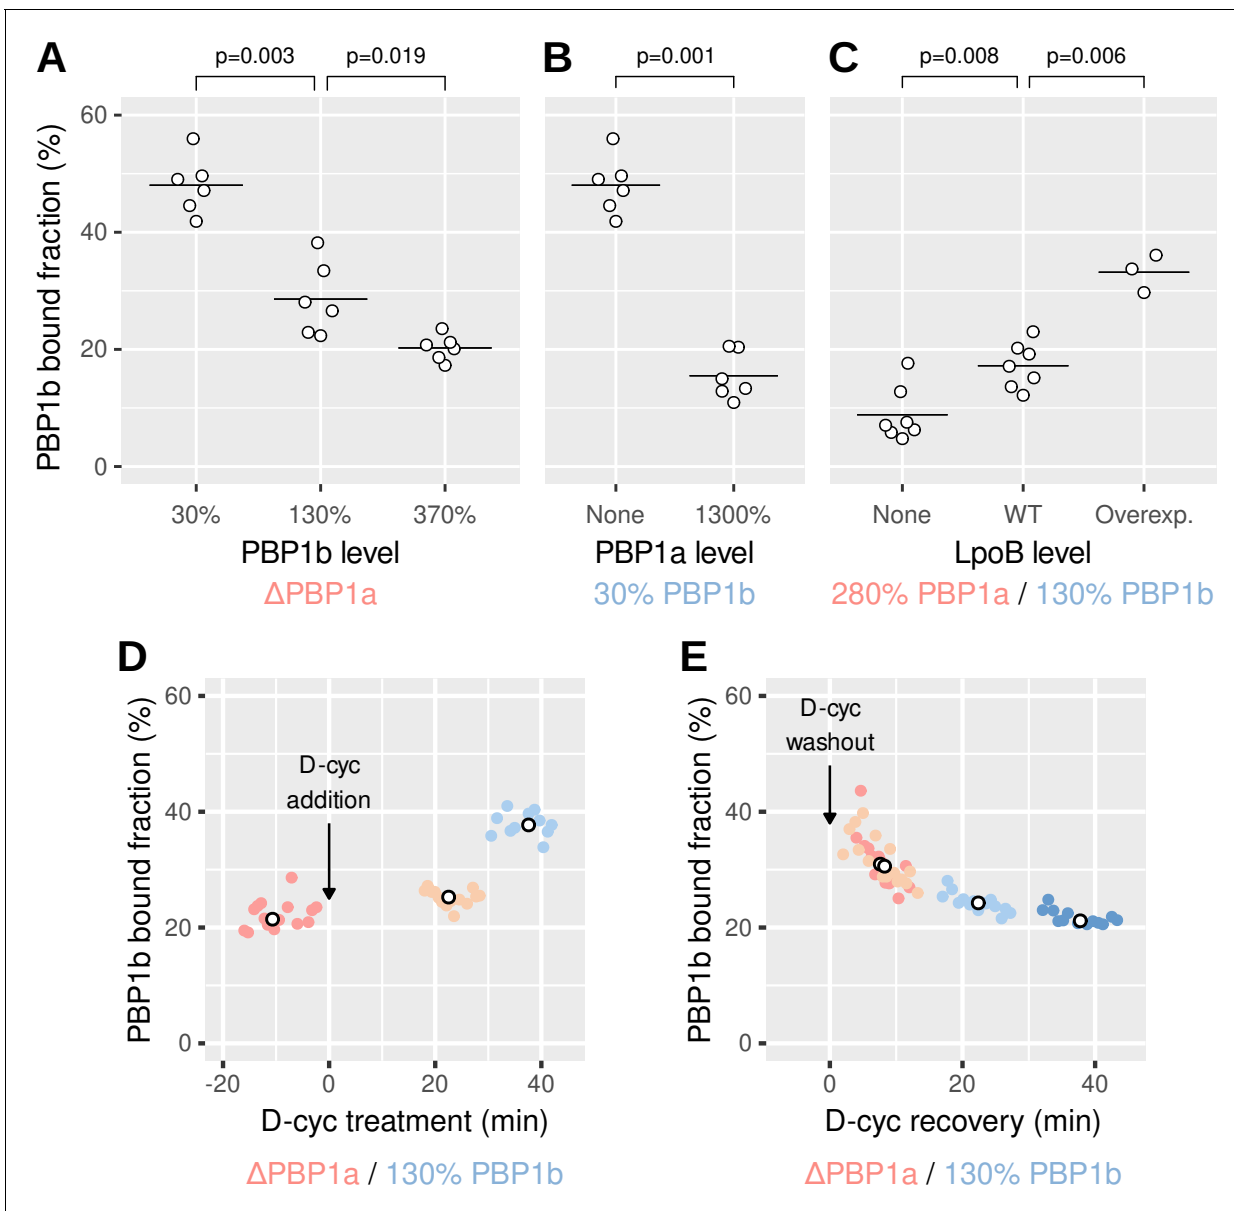 A
p=0.003
p=0.019
B
p=0.001
C
p=0.008
p=0.006
PBP1b bound fraction (%)
60
40
20
0
30%
130%
370%
PBP1b level
ΔPBP1a
None
1300%
PBP1a level
30% PBP1b
None
WT
Overexp.
LpoB level
280% PBP1a / 130% PBP1b
D
PBP1b bound fraction (%)
60
40
20
0
D-cyc
addition
-20
0
20
40
D-cyc treatment (min)
ΔPBP1a / 130% PBP1b
E
PBP1b bound fraction (%)
60
40
20
0
D-cyc
washout
0
20
40
D-cyc recovery (min)
ΔPBP1a / 130% PBP1b